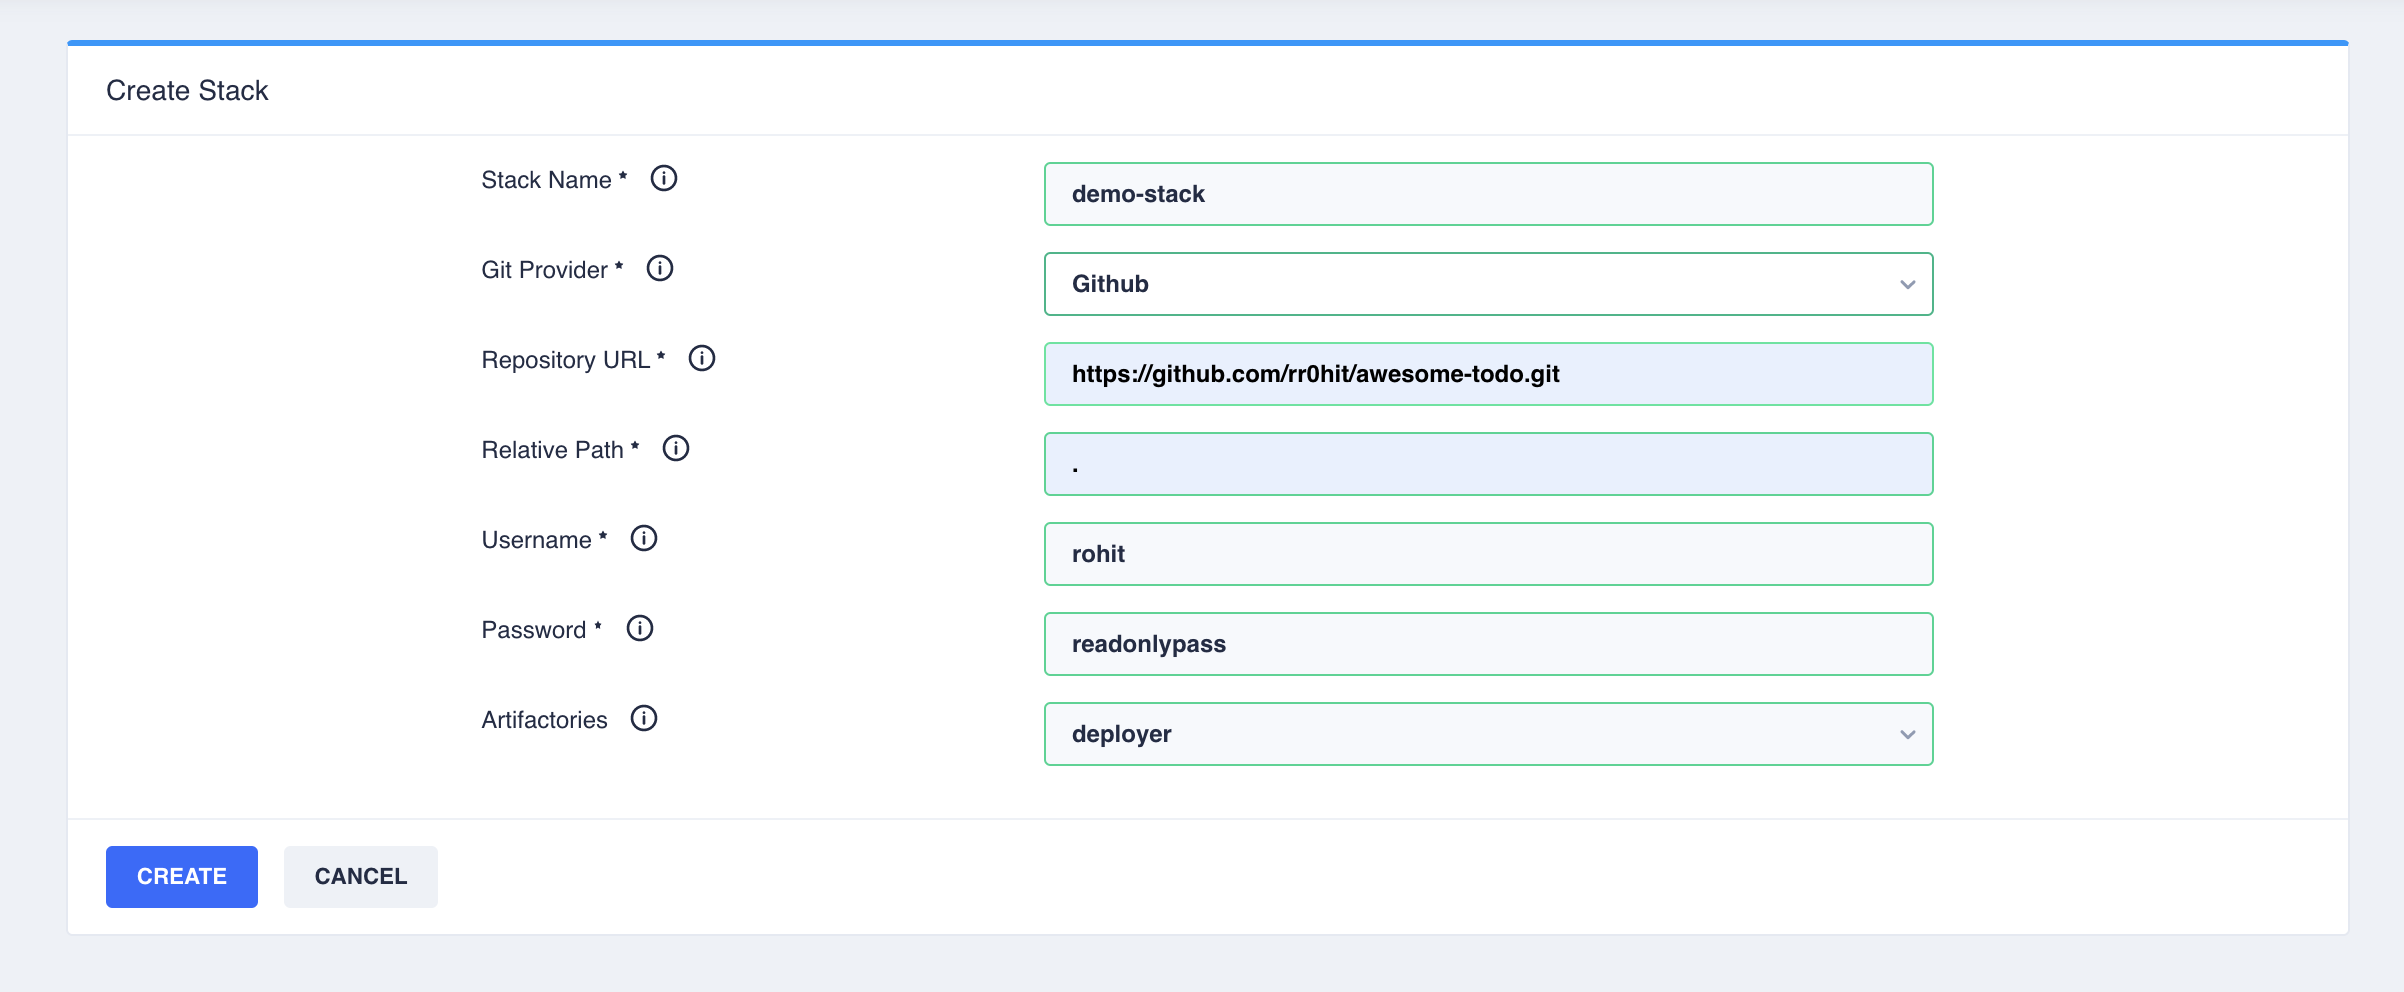 Create Stack
Stack Name *
demo-stack
Git Provider *
Github
Repository URL *
https://github.com/rr0hit/awesome-todo.git
Relative Path *
.
Username *
rohit
Password *
readonlypass
Artifactories
deployer
CREATE CANCEL